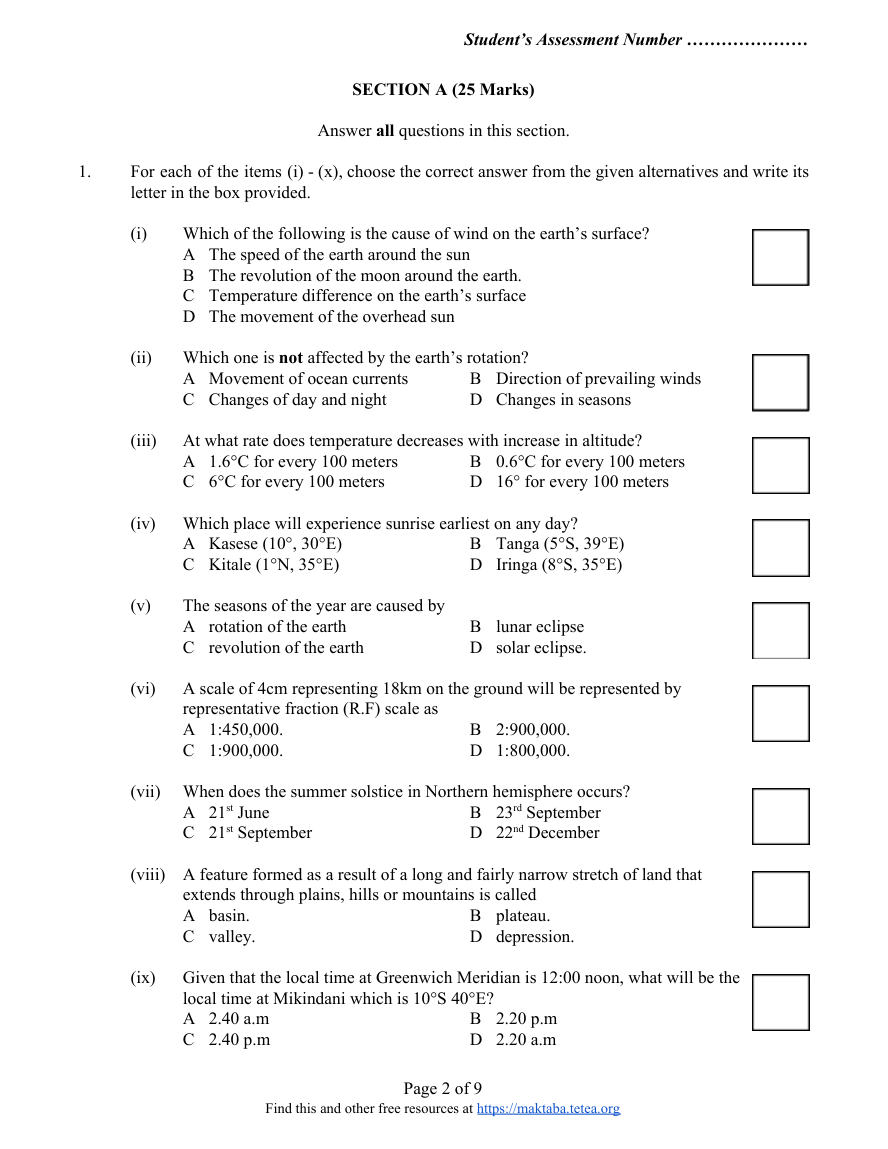 Student’s Assessment Number …………………
SECTION A (25 Marks)
Answer all questions in this section.
1. For each of the items (i) - (x), choose the correct answer from the given alternatives and write its
letter in the box provided.
(i) Which of the following is the cause of wind on the earth’s surface?
A The speed of the earth around the sun
B The revolution of the moon around the earth.
C Temperature difference on the earth’s surface
D The movement of the overhead sun
(ii) Which one is not affected by the earth’s rotation?
A Movement of ocean currents B Direction of prevailing winds
C Changes of day and night D Changes in seasons
(iii) At what rate does temperature decreases with increase in altitude?
A 1.6°C for every 100 meters B 0.6°C for every 100 meters
C 6°C for every 100 meters D 16° for every 100 meters
(iv) Which place will experience sunrise earliest on any day?
A Kasese (10°, 30°E) B Tanga (5°S, 39°E)
C Kitale (1°N, 35°E) D Iringa (8°S, 35°E)
(v) The seasons of the year are caused by
A rotation of the earth B lunar eclipse
C revolution of the earth D solar eclipse.
(vi) A scale of 4cm representing 18km on the ground will be represented by
representative fraction (R.F) scale as
A 1:450,000. B 2:900,000.
C 1:900,000. D 1:800,000.
(vii) When does the summer solstice in Northern hemisphere occurs?
A 21st June B 23rd September
C 21st September D 22nd December
(viii) A feature formed as a result of a long and fairly narrow stretch of land that
extends through plains, hills or mountains is called
A basin. B plateau.
C valley. D depression.
(ix) Given that the local time at Greenwich Meridian is 12:00 noon, what will be the
local time at Mikindani which is 10°S 40°E?
A 2.40 a.m B 2.20 p.m
C 2.40 p.m D 2.20 a.m
Page 2 of 9
Find this and other free resources at https://maktaba.tetea.org